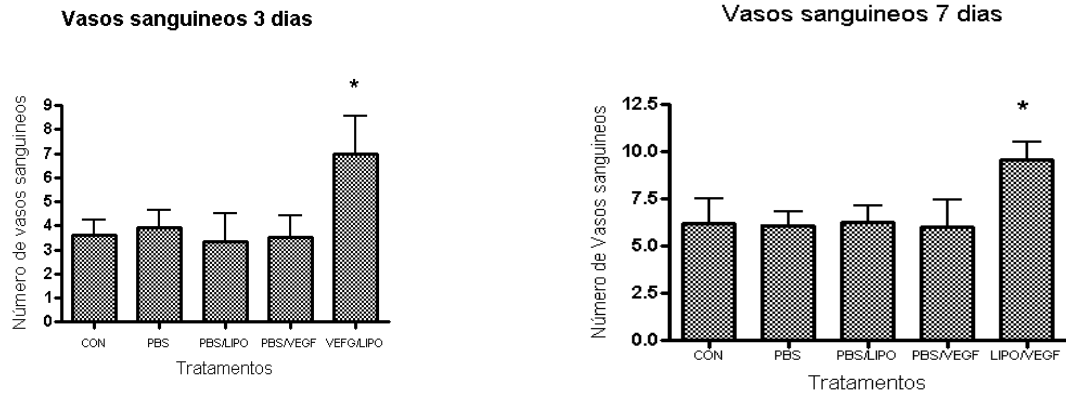 Vasos sanguineos 3 dias
*
Número de vasos sanguineos
9
8
7
6
5
4
3
2
1
0
CON PBS PBS/LIPO PBS/VEGF VEFG/LIPO
Tratamentos
Vasos sanguineos 7 dias
*
Número de Vasos sanguineos
12.5
10.0
7.5
5.0
2.5
0.0
CON PBS PBS/LIPO PBS/VEGF LIPO/VEGF
Tratamentos